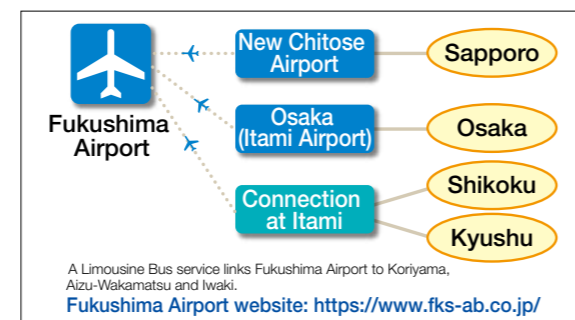 Fukushima
Airport
New Chitose
Airport
Sapporo
Osaka
(Itami Airport)
Osaka
Connection
at Itami
Shikoku
Kyushu
A Limousine Bus service links Fukushima Airport to Koriyama,
Aizu-Wakamatsu and Iwaki.
Fukushima Airport website: https://www.fks-ab.co.jp/